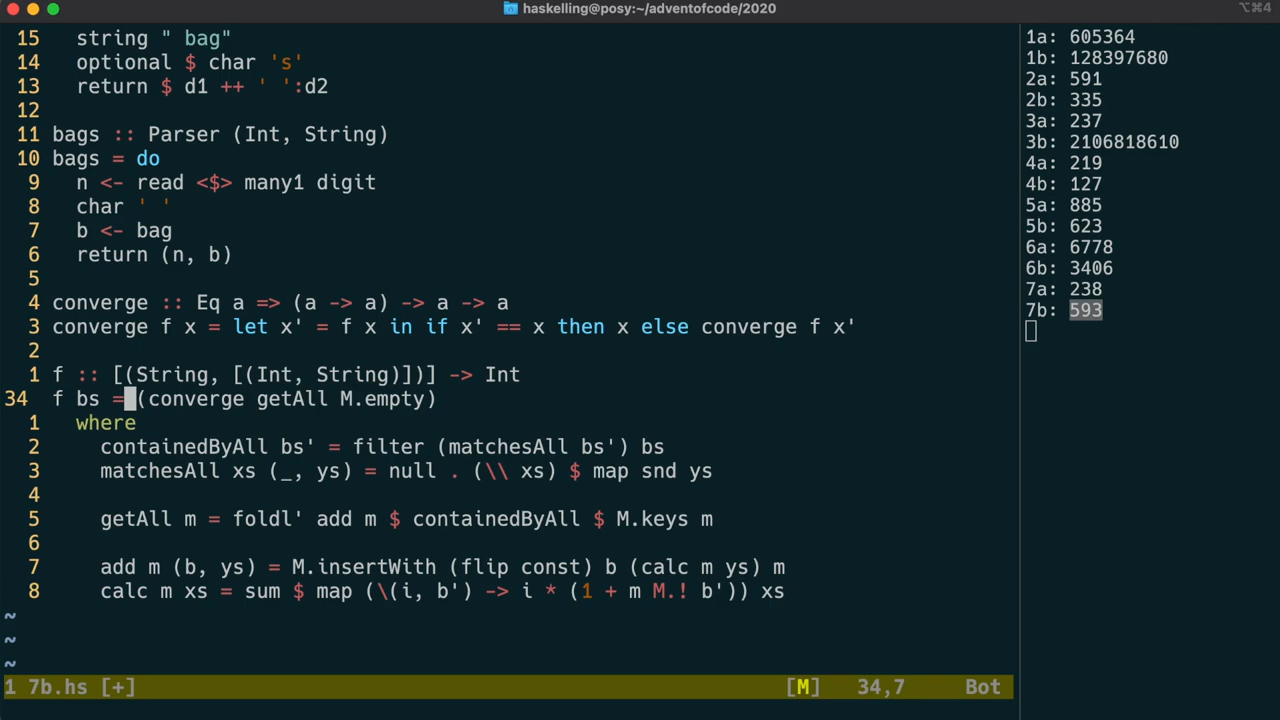 haskelling@posy:~/adventofcode/2020
⌥⌘4
15 string " bag"
14 optional $ char 's'
13 return $ d1 ++ ' ':d2
12
11 bags :: Parser (Int, String)
10 bags = do
9 n <- read <$> many1 digit
8 char ' '
7 b <- bag
6 return (n, b)
5
4 converge :: Eq a => (a -> a) -> a -> a
3 converge f x = let x' = f x in if x' == x then x else converge f x'
2
1 f :: [(String, [(Int, String)])] -> Int
34 f bs = (converge getAll M.empty)
1 where
2 containedByAll bs' = filter (matchesAll bs') bs
3 matchesAll xs (_, ys) = null . (\\ xs) $ map snd ys
4
5 getAll m = foldl' add m $ containedByAll $ M.keys m
6
7 add m (b, ys) = M.insertWith (flip const) b (calc m ys) m
8 calc m xs = sum $ map (\(i, b') -> i * (1 + m M.! b')) xs
~
~
~
1 7b.hs [+] [M] 34,7 Bot
1a: 605364
1b: 128397680
2a: 591
2b: 335
3a: 237
3b: 2106818610
4a: 219
4b: 127
5a: 885
5b: 623
6a: 6778
6b: 3406
7a: 238
7b: 593